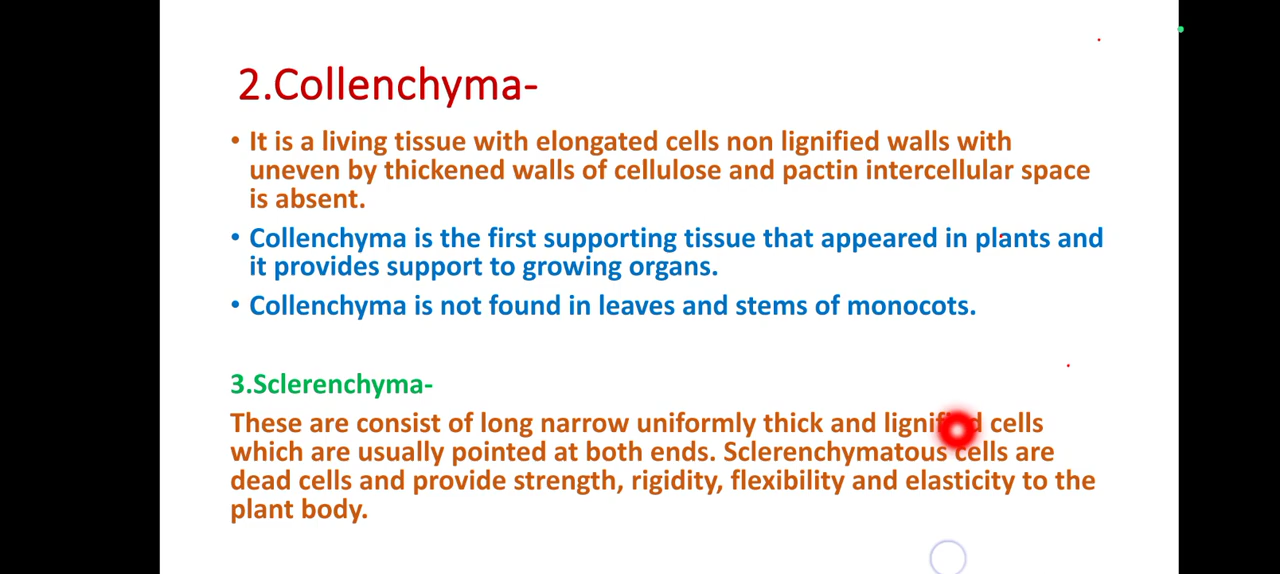 2.Collenchyma-
• It is a living tissue with elongated cells non lignified walls with
uneven by thickened walls of cellulose and pactin intercellular space
is absent.
• Collenchyma is the first supporting tissue that appeared in plants and
it provides support to growing organs.
• Collenchyma is not found in leaves and stems of monocots.
3.Sclerenchyma-
These are consist of long narrow uniformly thick and lignified cells
which are usually pointed at both ends. Sclerenchymatous cells are
dead cells and provide strength, rigidity, flexibility and elasticity to the
plant body.